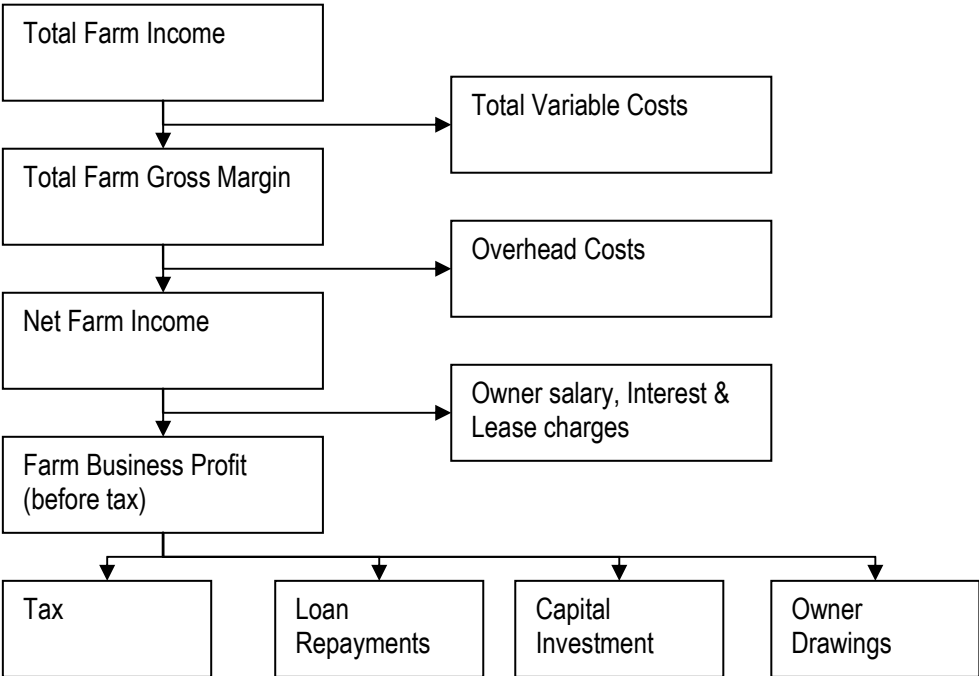 Total Farm Income
Total Variable Costs
Total Farm Gross Margin
Overhead Costs
Net Farm Income
Owner salary, Interest &
Lease charges
Farm Business Profit
(before tax)
Tax
Loan
Repayments
Capital
Investment
Owner
Drawings